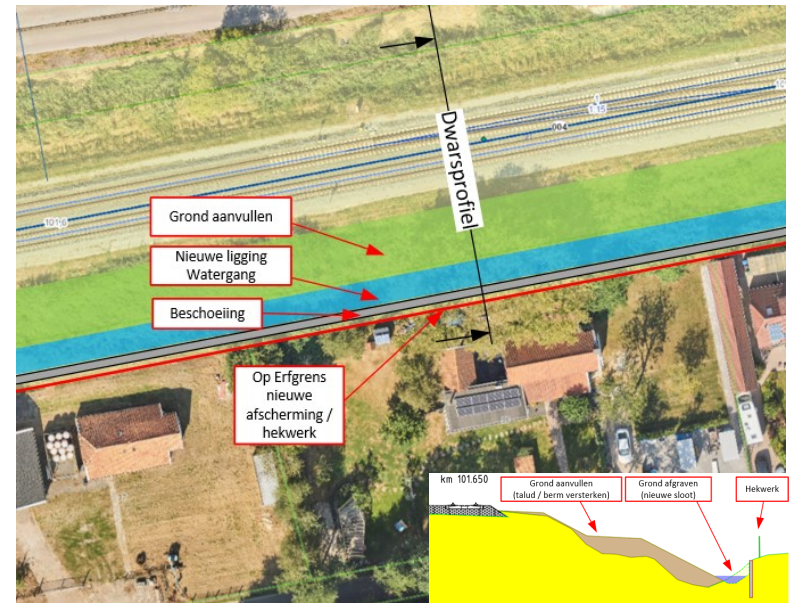 Dwarsprofiel
004
Grond aanvullen
Nieuwe ligging
Watergang
Beschoeiing
Op Erfgrens
nieuwe
afscherming /
hekwerk
km 101.650
Grond aanvullen
(talud / berm versterken)
Grond afgraven
(nieuwe sloot)
Hekwerk